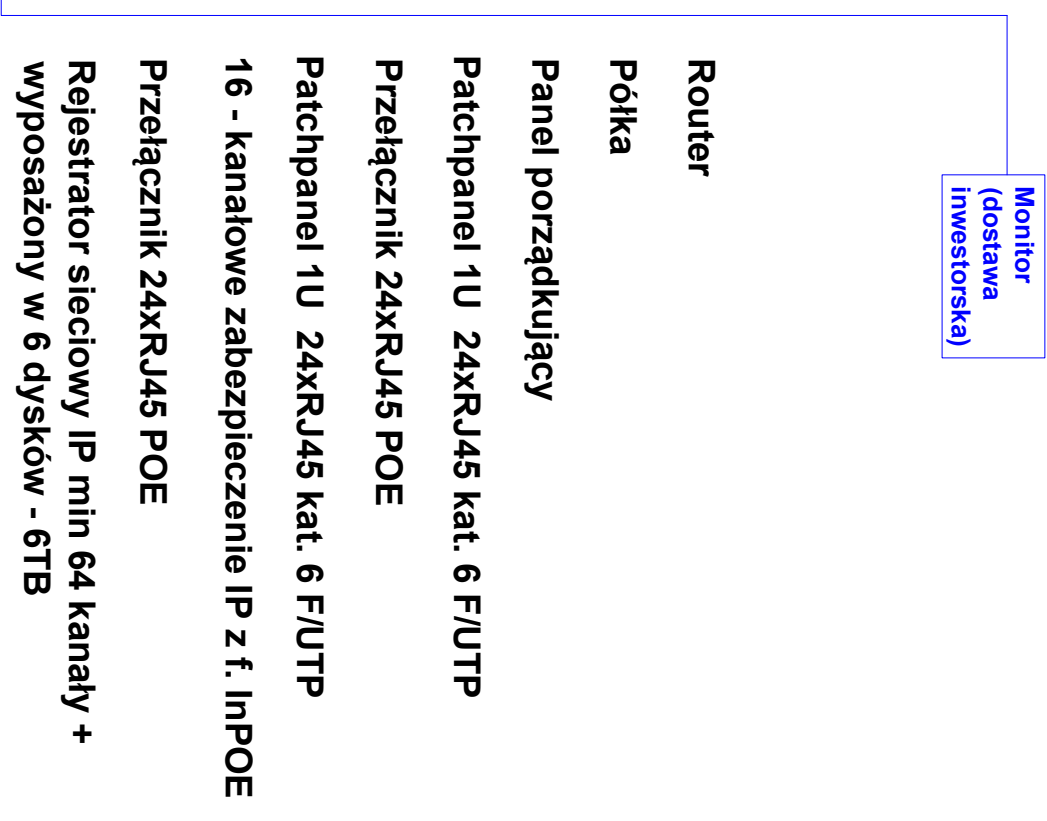 Monitor
(dostawa
inwestorska)
Router
Półka
Panel porządkujący
Patchpanel 1U 24xRJ45 kat. 6 F/UTP
Przełącznik 24xRJ45 POE
Patchpanel 1U 24xRJ45 kat. 6 F/UTP
16 - kanałowe zabezpieczenie IP z f. InPOE
Przełącznik 24xRJ45 POE
Rejestrator sieciowy IP min 64 kanały +
wyposażony w 6 dysków - 6TB